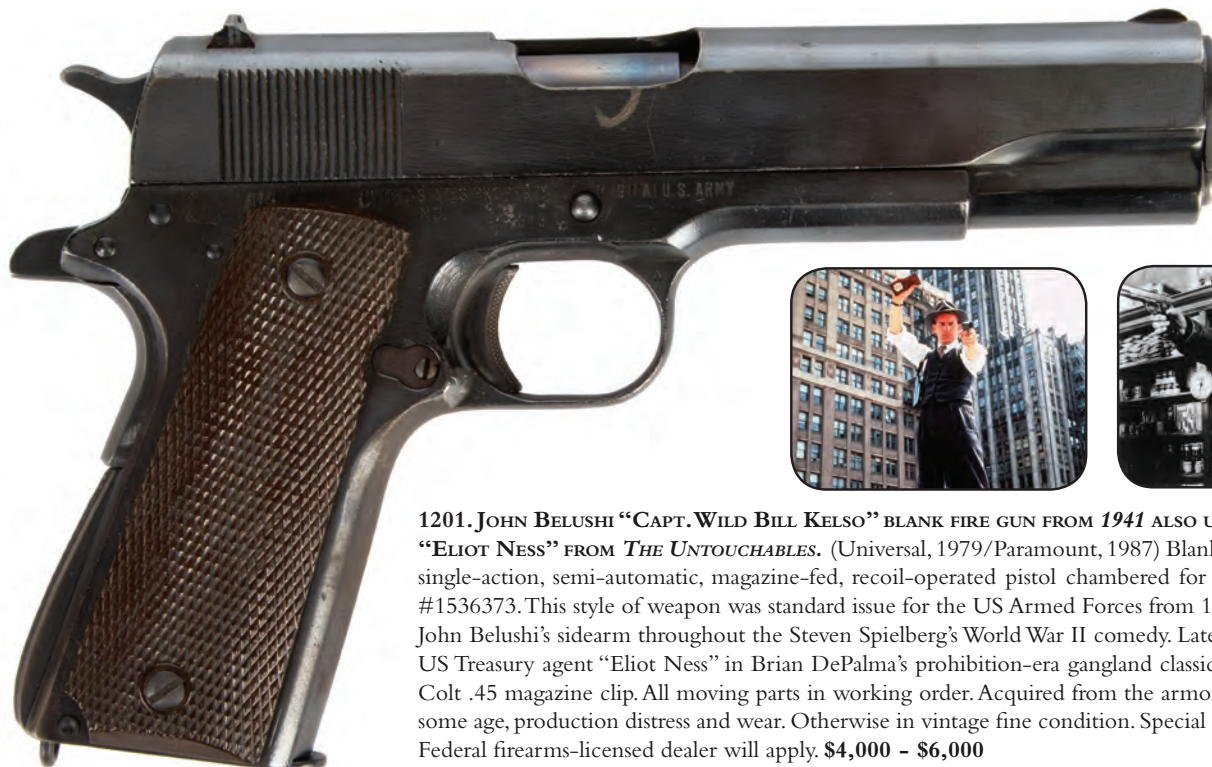 M 1911 A1 U.S. ARMY
1201. JOHN BELUSHI “CAPT. WILD BILL KELSO” BLANK FIRE GUN FROM 1941 ALSO U
“ELIOT NESS” FROM THE UNTOUCHABLES. (Universal, 1979/Paramount, 1987) Blank
single-action, semi-automatic, magazine-fed, recoil-operated pistol chambered for
#1536373. This style of weapon was standard issue for the US Armed Forces from 1
John Belushi’s sidearm throughout the Steven Spielberg’s World War II comedy. Late
US Treasury agent “Eliot Ness” in Brian DePalma’s prohibition-era gangland classic
Colt .45 magazine clip. All moving parts in working order. Acquired from the armor
some age, production distress and wear. Otherwise in vintage fine condition. Special
Federal firearms-licensed dealer will apply. $4,000 - $6,000